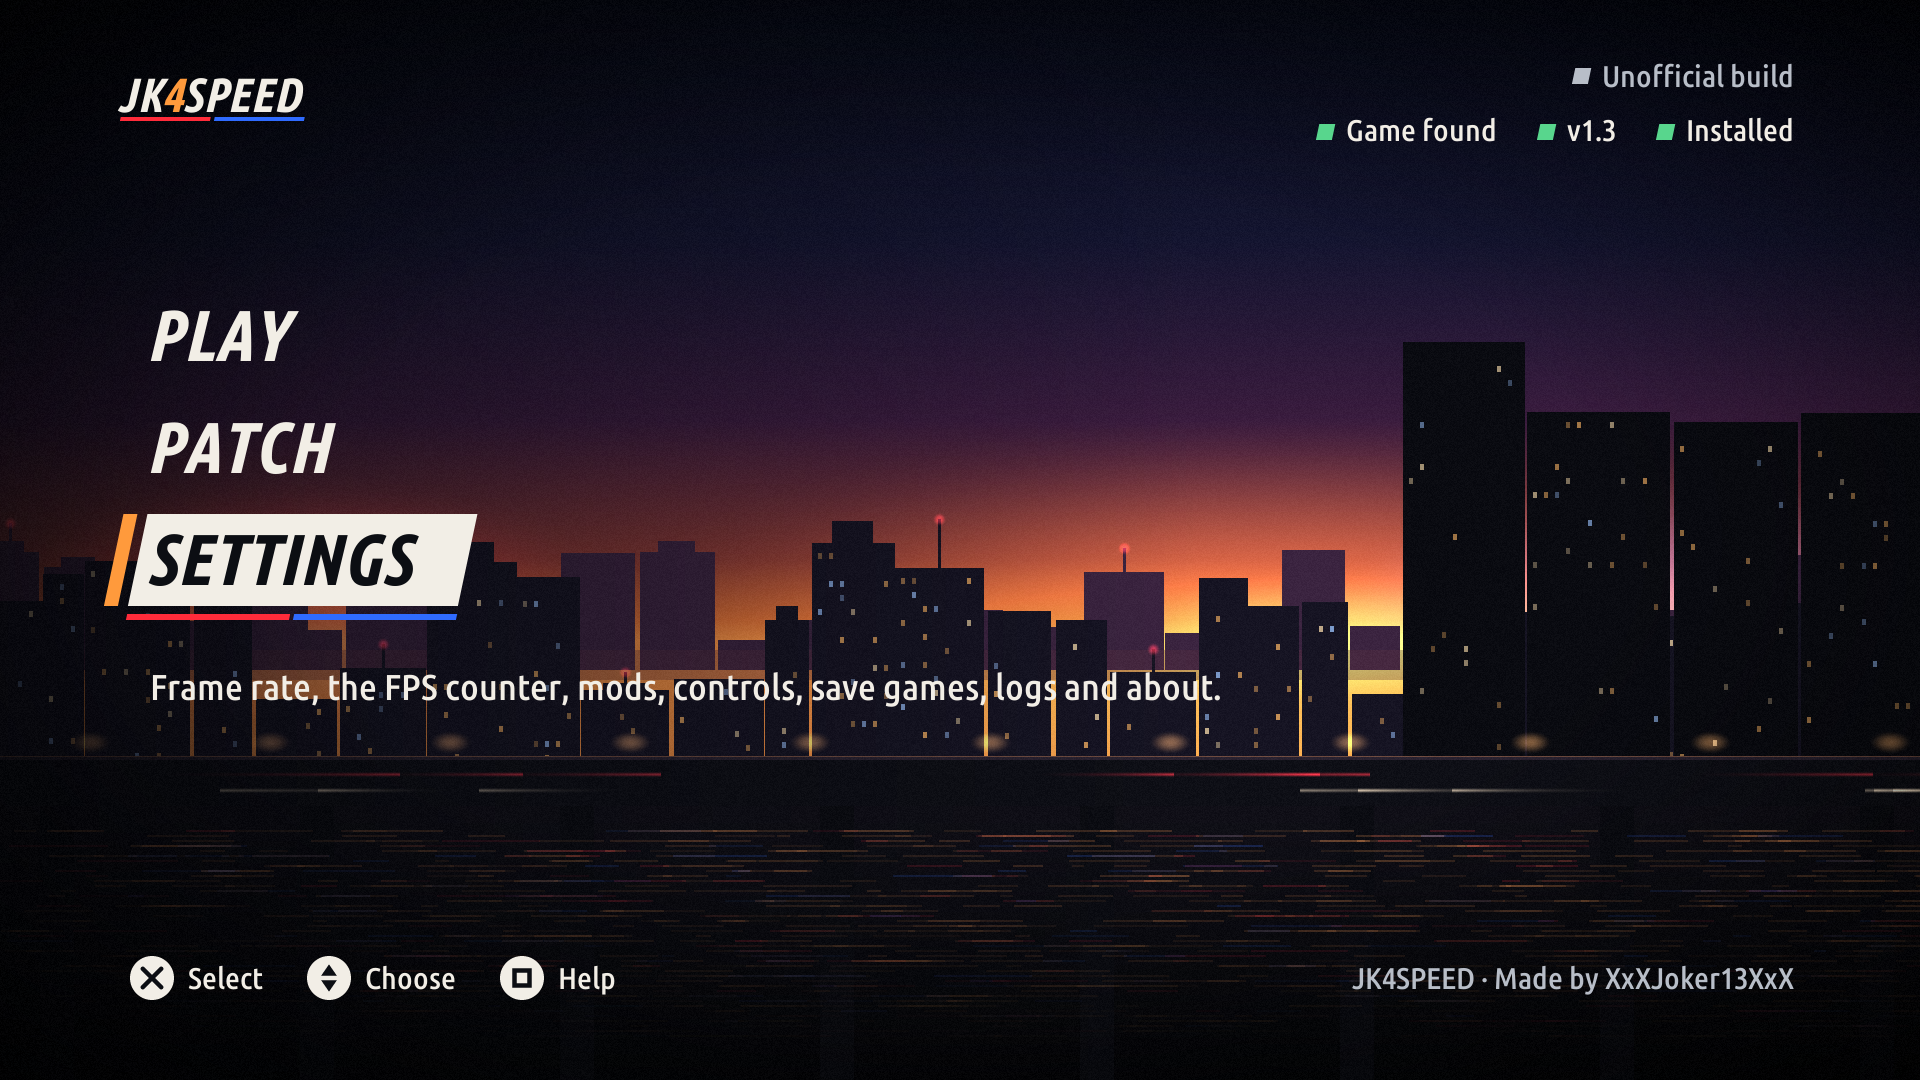 JK4SPEED
Unofficial build
Game found v1.3 Installed
PLAY
PATCH
SETTINGS
Frame rate, the FPS counter, mods, controls, save games, logs and about.
Select Choose Help
JK4SPEED · Made by XxXJoker13XxX